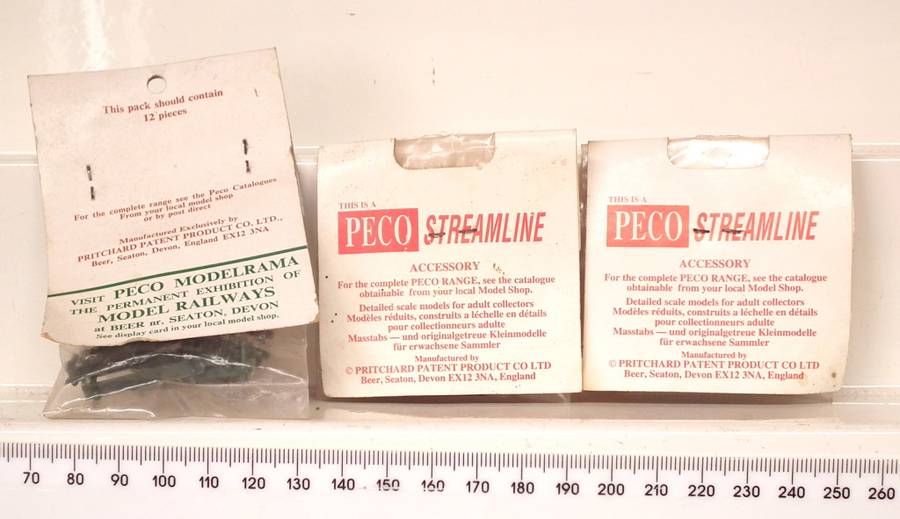 This pack should contain
12 pieces
For the complete range see the Peco Catalogues
From your local model shop
or by post direct
Manufactured Exclusively by
PRITCHARD PATENT PRODUCT CO, LTD.,
Beer, Seaton, Devon, England EX12 3NA
VISIT PECO MODELRAMA
THE PERMANENT EXHIBITION OF
MODEL RAILWAYS
at BEER nr. SEATON, DEVON
See display card in your local model shop.
THIS IS A
PECO STREAMLINE
ACCESSORY
For the complete PECO RANGE, see the catalogue
obtainable from your local Model Shop.
Detailed scale models for adult collectors
Modèles réduits, construits a léchelle en détails
pour collectionneurs adulte
Masstabs — und originalgetreue Kleinmodelle
für erwachsene Sammler
Manufactured by
© PRITCHARD PATENT PRODUCT CO LTD
Beer, Seaton, Devon EX12 3NA, England
THIS IS A
PECO STREAMLINE
ACCESSORY
For the complete PECO RANGE, see the catalogue
obtainable from your local Model Shop.
Detailed scale models for adult collectors
Modèles réduits, construits a léchelle en détails
pour collectionneurs adulte
Masstabs — und originalgetreue Kleinmodelle
für erwachsene Sammler
Manufactured by
© PRITCHARD PATENT PRODUCT CO LTD
Beer, Seaton, Devon EX12 3NA, England
70 80 90 100 110 120 130 140 150 160 170 180 190 200 210 220 230 240 250 260